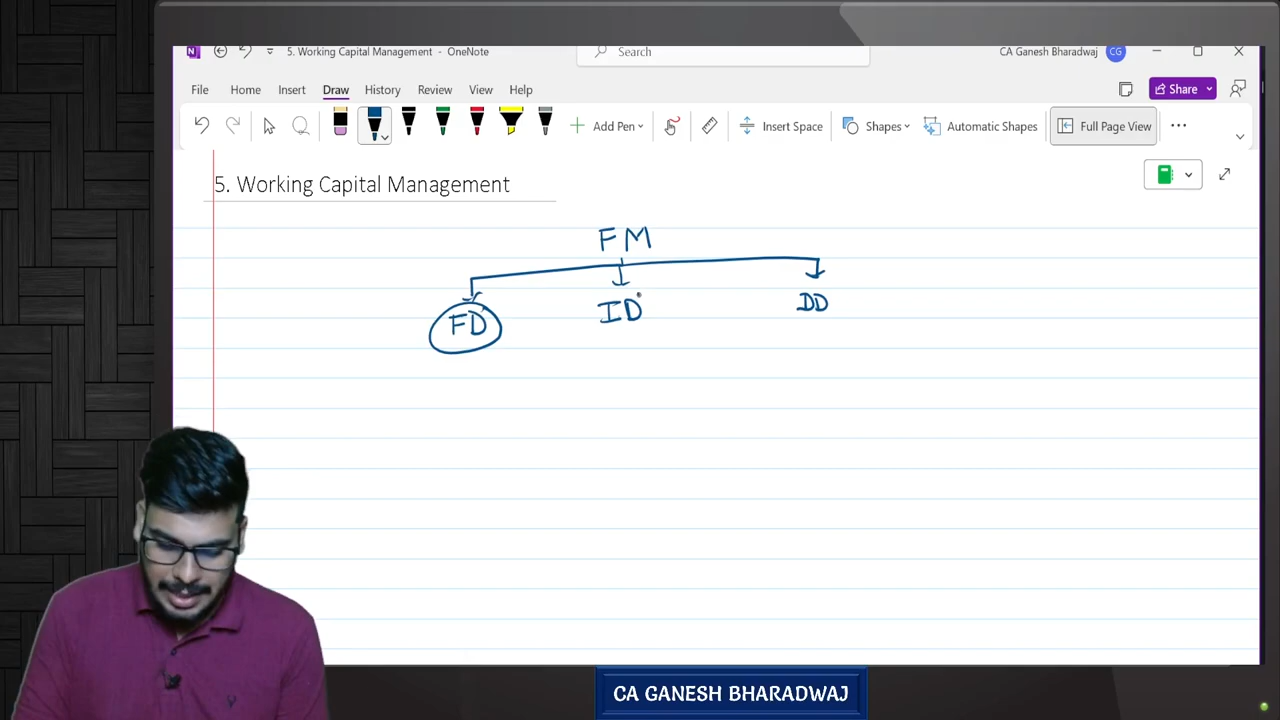 5. Working Capital Management - OneNote
Search
CA Ganesh Bharadwaj
CG
File Home Insert Draw History Review View Help
Share
Add Pen
Insert Space
Shapes
Automatic Shapes
Full Page View
5. Working Capital Management
FM
FD ID DD
CA GANESH BHARADWAJ